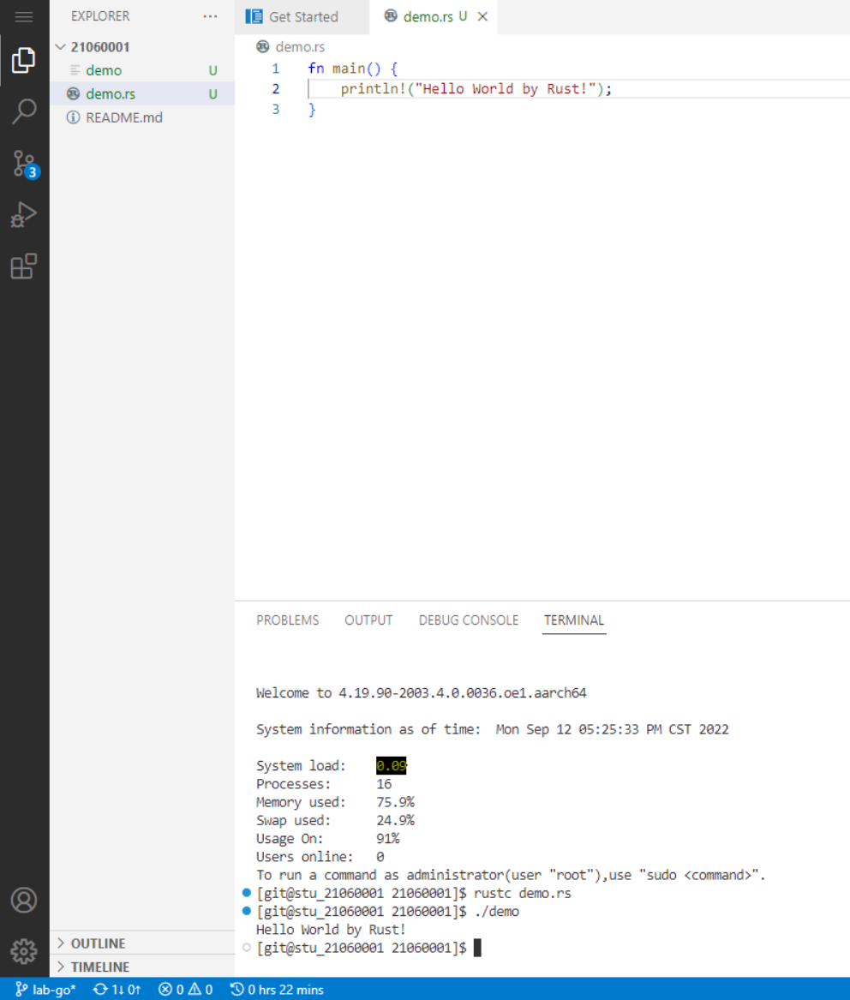 EXPLORER ···
21060001
demo U
demo.rs U
README.md
3
OUTLINE
TIMELINE
Get Started demo.rs U
demo.rs
1 fn main() {
2 println!("Hello World by Rust!");
3 }
PROBLEMS OUTPUT DEBUG CONSOLE TERMINAL
Welcome to 4.19.90-2003.4.0.0036.oe1.aarch64
System information as of time: Mon Sep 12 05:25:33 PM CST 2022
System load: 0.09
Processes: 16
Memory used: 75.9%
Swap used: 24.9%
Usage On: 91%
Users online: 0
To run a command as administrator(user "root"),use "sudo <command>".
[git@stu_21060001 21060001]$ rustc demo.rs
[git@stu_21060001 21060001]$ ./demo
Hello World by Rust!
[git@stu_21060001 21060001]$
lab-go* 1↓ 0↑ 0 0 0 hrs 22 mins